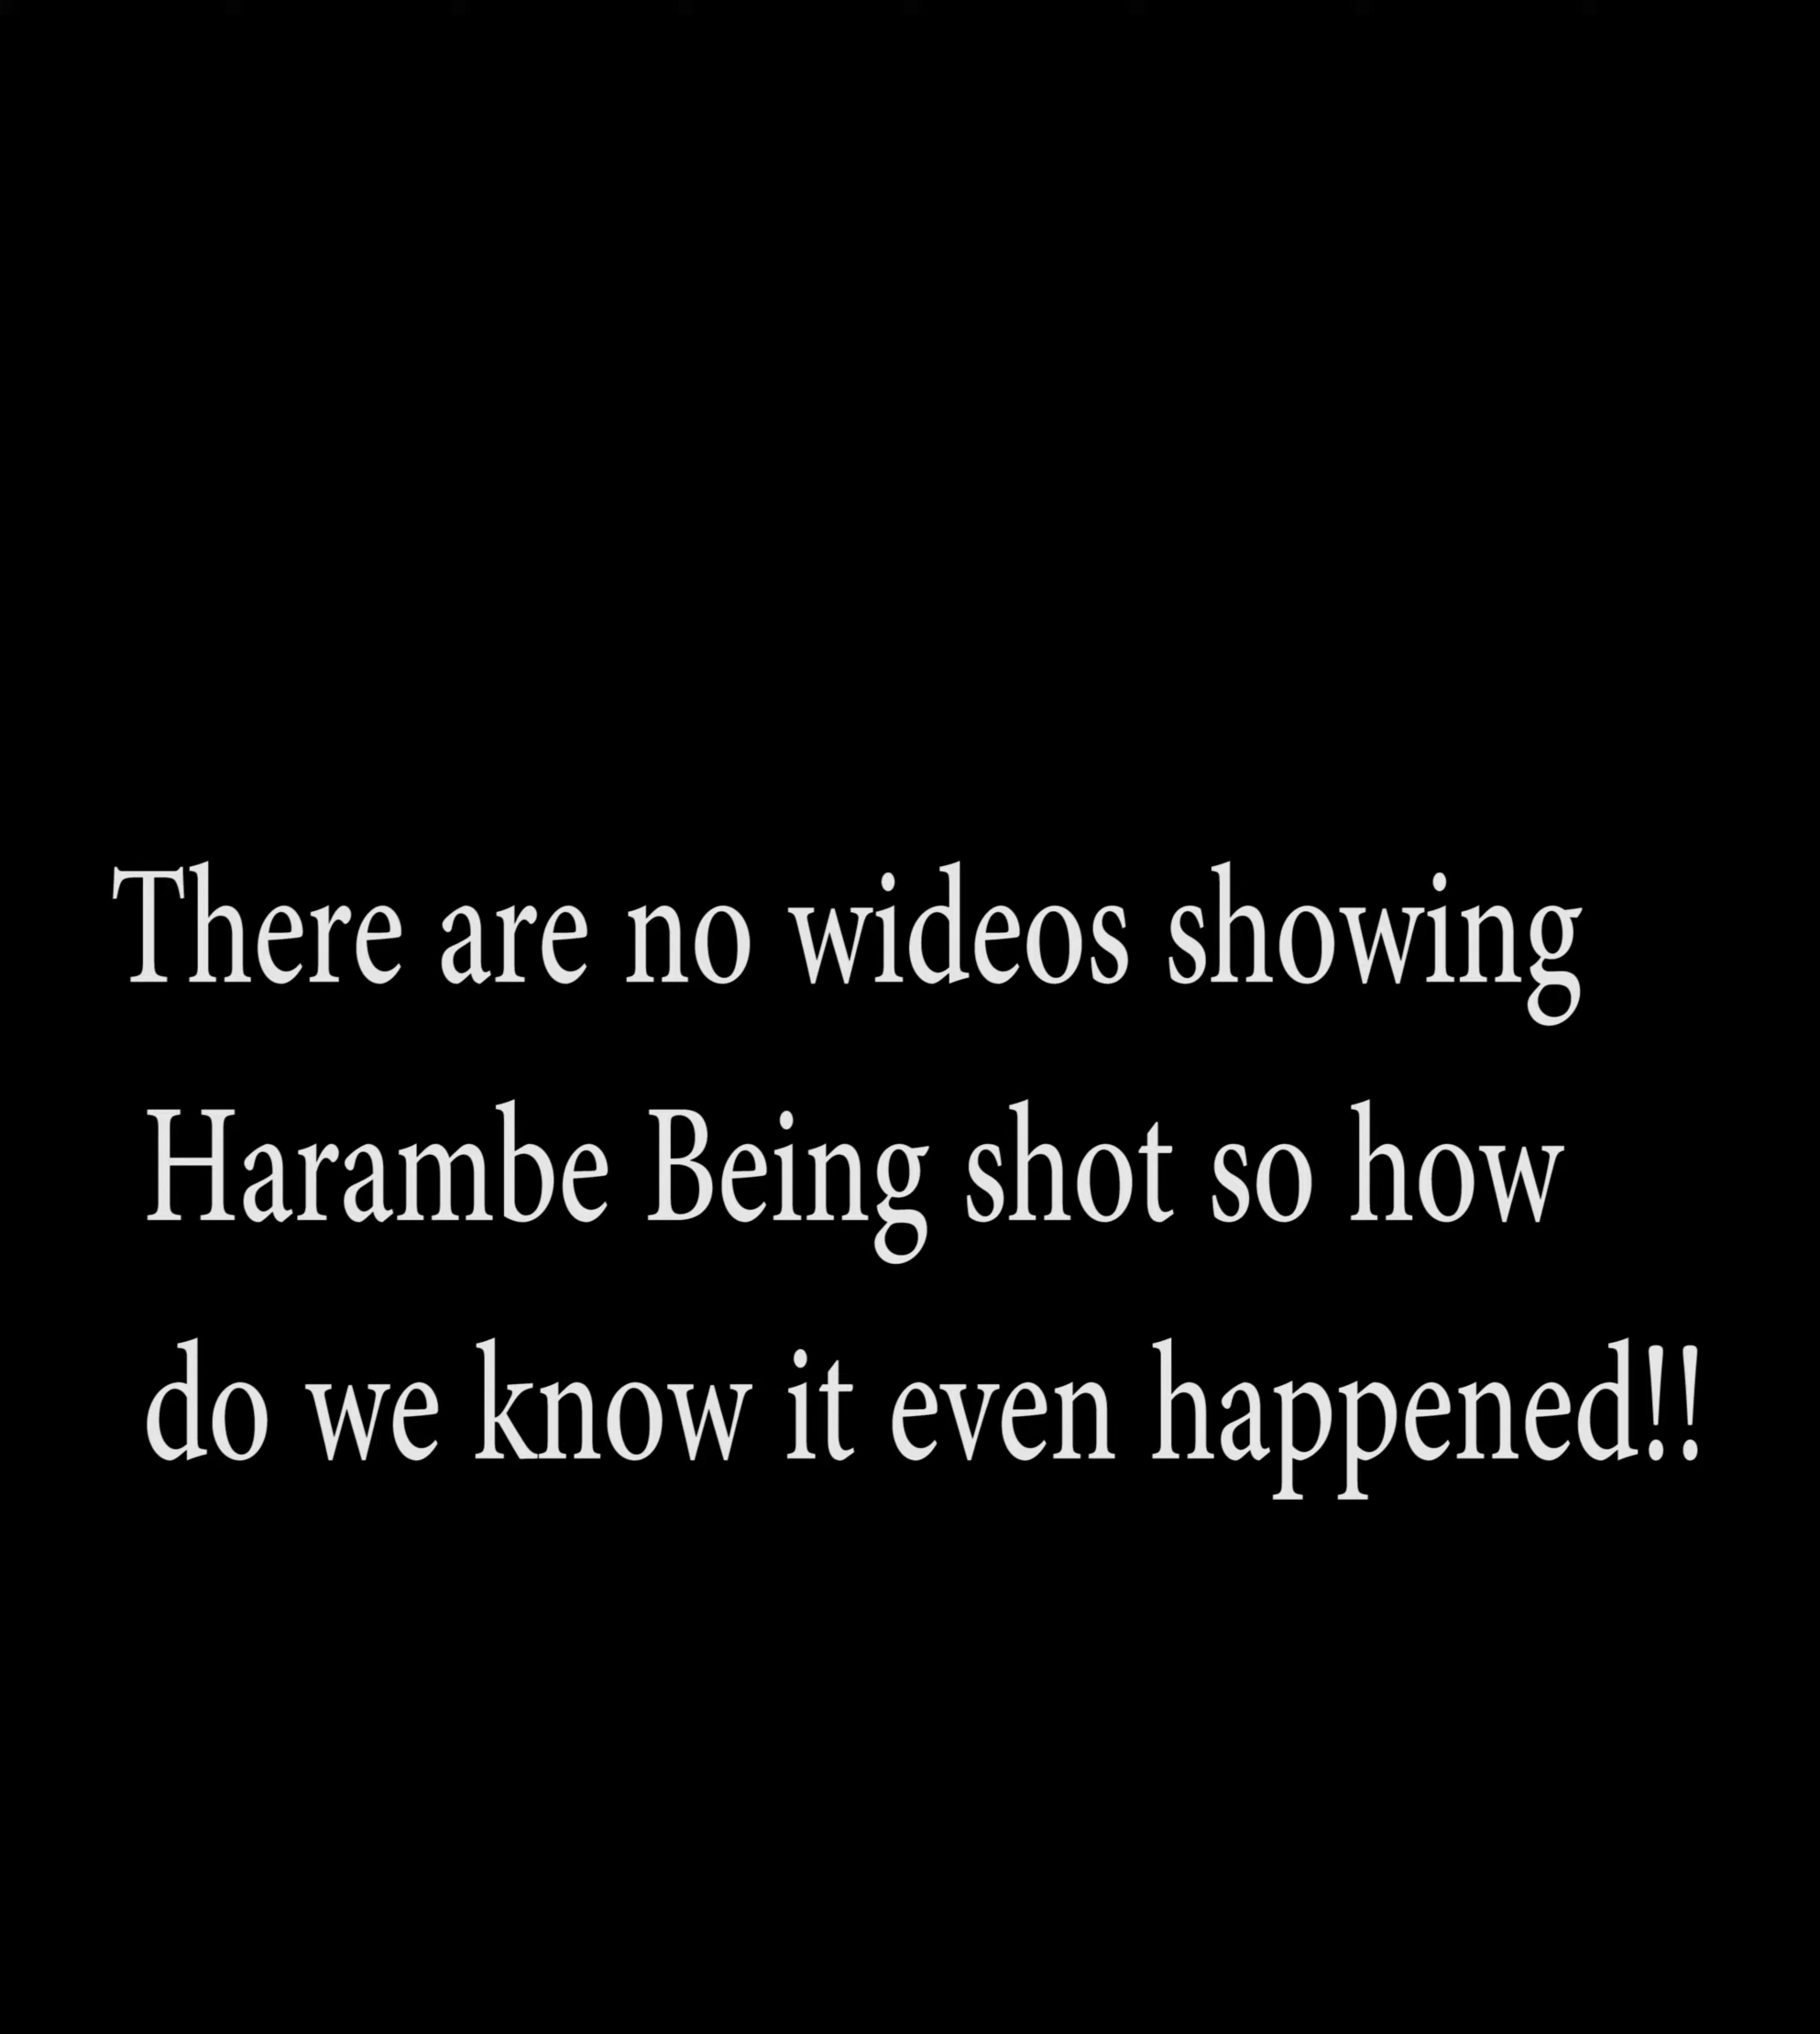 There are no wideos showing
Harambe Being shot so how
do we know it even happened!!